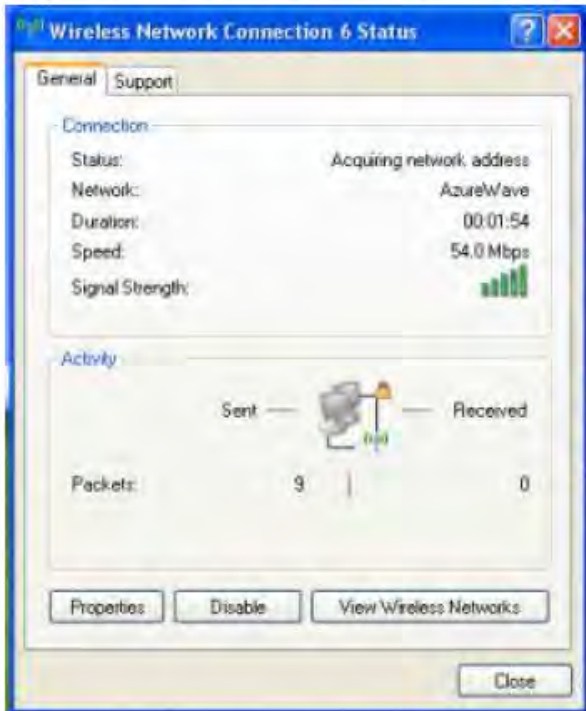 Wireless Network Connection 6 Status
General Support
Connection
Status: Acquiring network address
Network: AzureWave
Duration: 00:01:54
Speed: 54.0 Mbps
Signal Strength:
Activity
Sent Received
Packets: 9 0
Properties Disable View Wireless Networks
Close